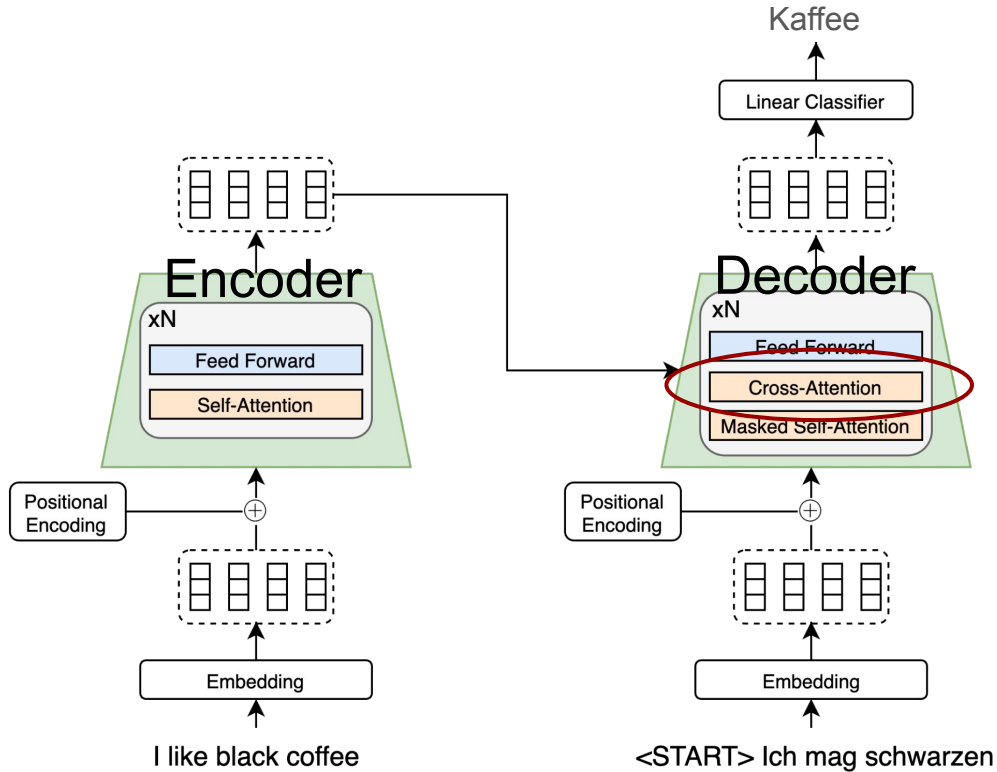 Kaffee
Linear Classifier
Encoder
xN
Feed Forward
Self-Attention
Positional
Encoding
Embedding
I like black coffee
Decoder
xN
Feed Forward
Cross-Attention
Masked Self-Attention
Positional
Encoding
Embedding
<START> Ich mag schwarzen